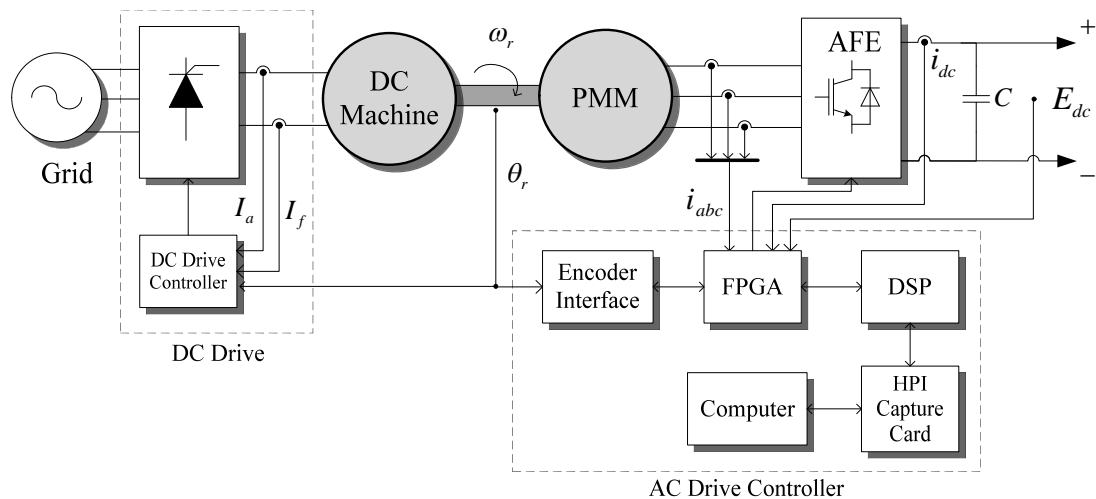 Grid
DC
Machine
ω_r
PMM
AFE
i_dc
+
C
E_dc
−
θ_r
I_a
I_f
i_abc
DC Drive
Controller
DC Drive
Encoder
Interface
FPGA
DSP
Computer
HPI
Capture
Card
AC Drive Controller